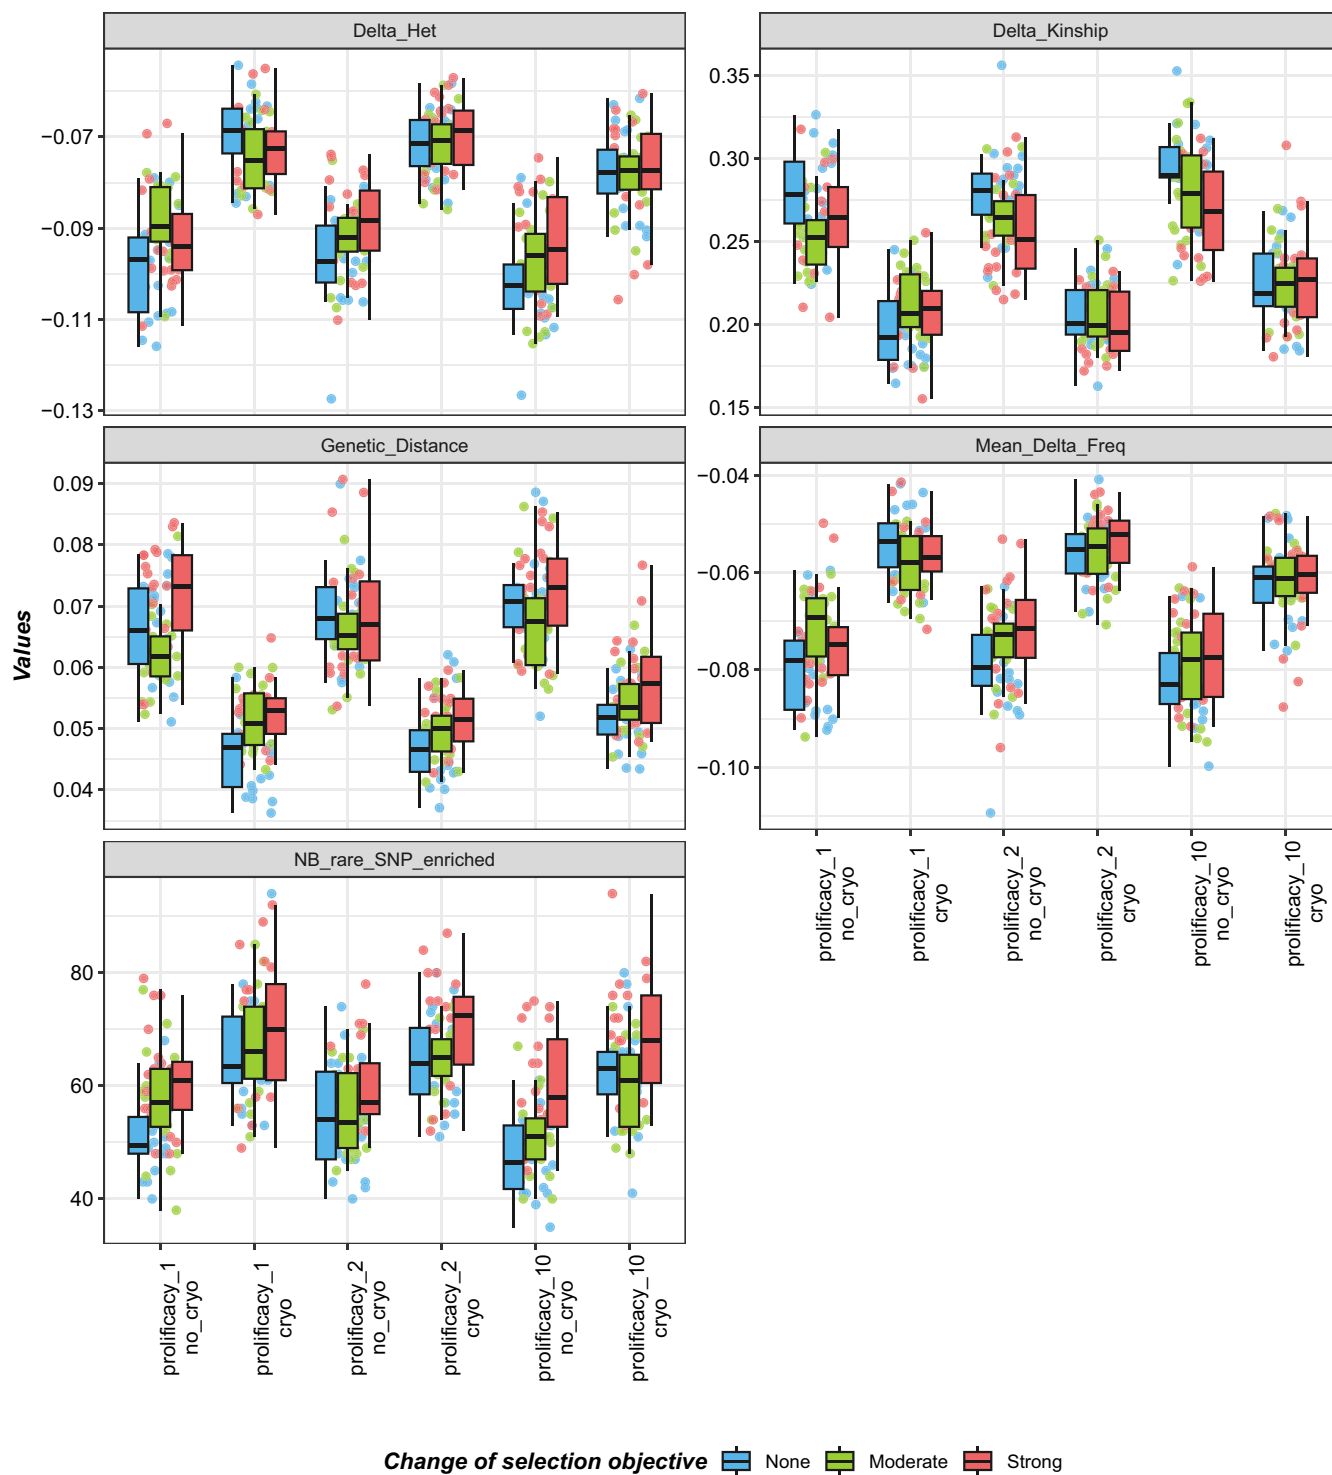 Delta_Het
−0.07
−0.09
−0.11
−0.13
Delta_Kinship
0.35
0.30
0.25
0.20
0.15
Genetic_Distance
0.09
0.08
0.07
0.06
0.05
0.04
Mean_Delta_Freq
−0.04
−0.06
−0.08
−0.10
prolificacy_1
no_cryo
prolificacy_1
cryo
prolificacy_2
no_cryo
prolificacy_2
cryo
prolificacy_10
no_cryo
prolificacy_10
cryo
NB_rare_SNP_enriched
80
60
40
prolificacy_1
no_cryo
prolificacy_1
cryo
prolificacy_2
no_cryo
prolificacy_2
cryo
prolificacy_10
no_cryo
prolificacy_10
cryo
Values
Change of selection objective None Moderate Strong